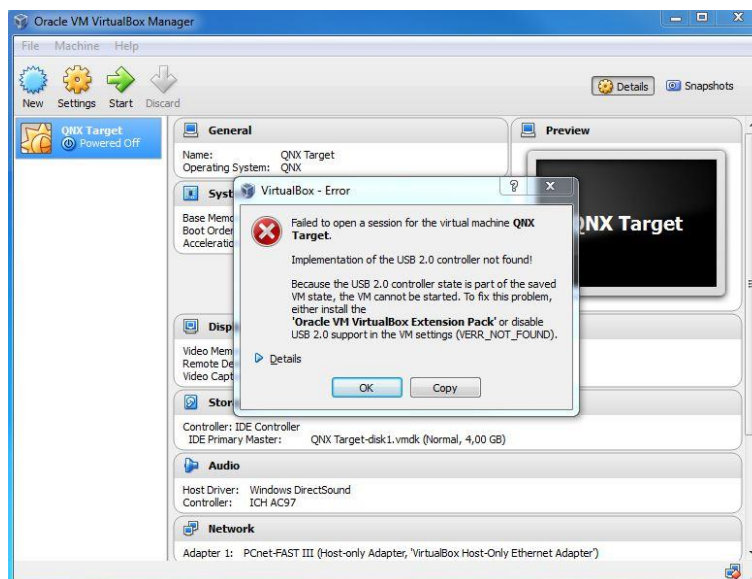 Oracle VM VirtualBox Manager
File Machine Help
New Settings Start Discard
Details Snapshots
QNX Target
Powered Off
General
Name: QNX Target
Operating System: QNX
Preview
QNX Target
Syst
Base Memo
Boot Order
Acceleratio
VirtualBox - Error
Failed to open a session for the virtual machine QNX
Target.
Implementation of the USB 2.0 controller not found!
Because the USB 2.0 controller state is part of the saved
VM state, the VM cannot be started. To fix this problem,
either install the
'Oracle VM VirtualBox Extension Pack' or disable
USB 2.0 support in the VM settings (VERR_NOT_FOUND).
Details
OK Copy
Disp
Video Mem
Remote De
Video Capt
Stor
Controller: IDE Controller
IDE Primary Master: QNX Target-disk1.vmdk (Normal, 4,00 GB)
Audio
Host Driver: Windows DirectSound
Controller: ICH AC97
Network
Adapter 1: PCnet-FAST III (Host-only Adapter, 'VirtualBox Host-Only Ethernet Adapter')